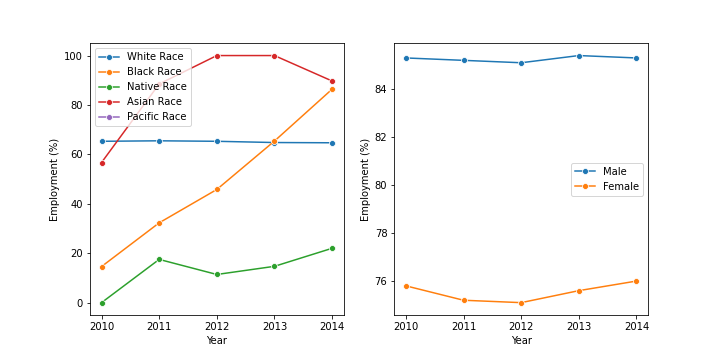 100
80
60
40
20
0
Employment (%)
White Race
Black Race
Native Race
Asian Race
Pacific Race
2010 2011 2012 2013 2014
Year
84
82
80
78
76
Employment (%)
Male
Female
2010 2011 2012 2013 2014
Year